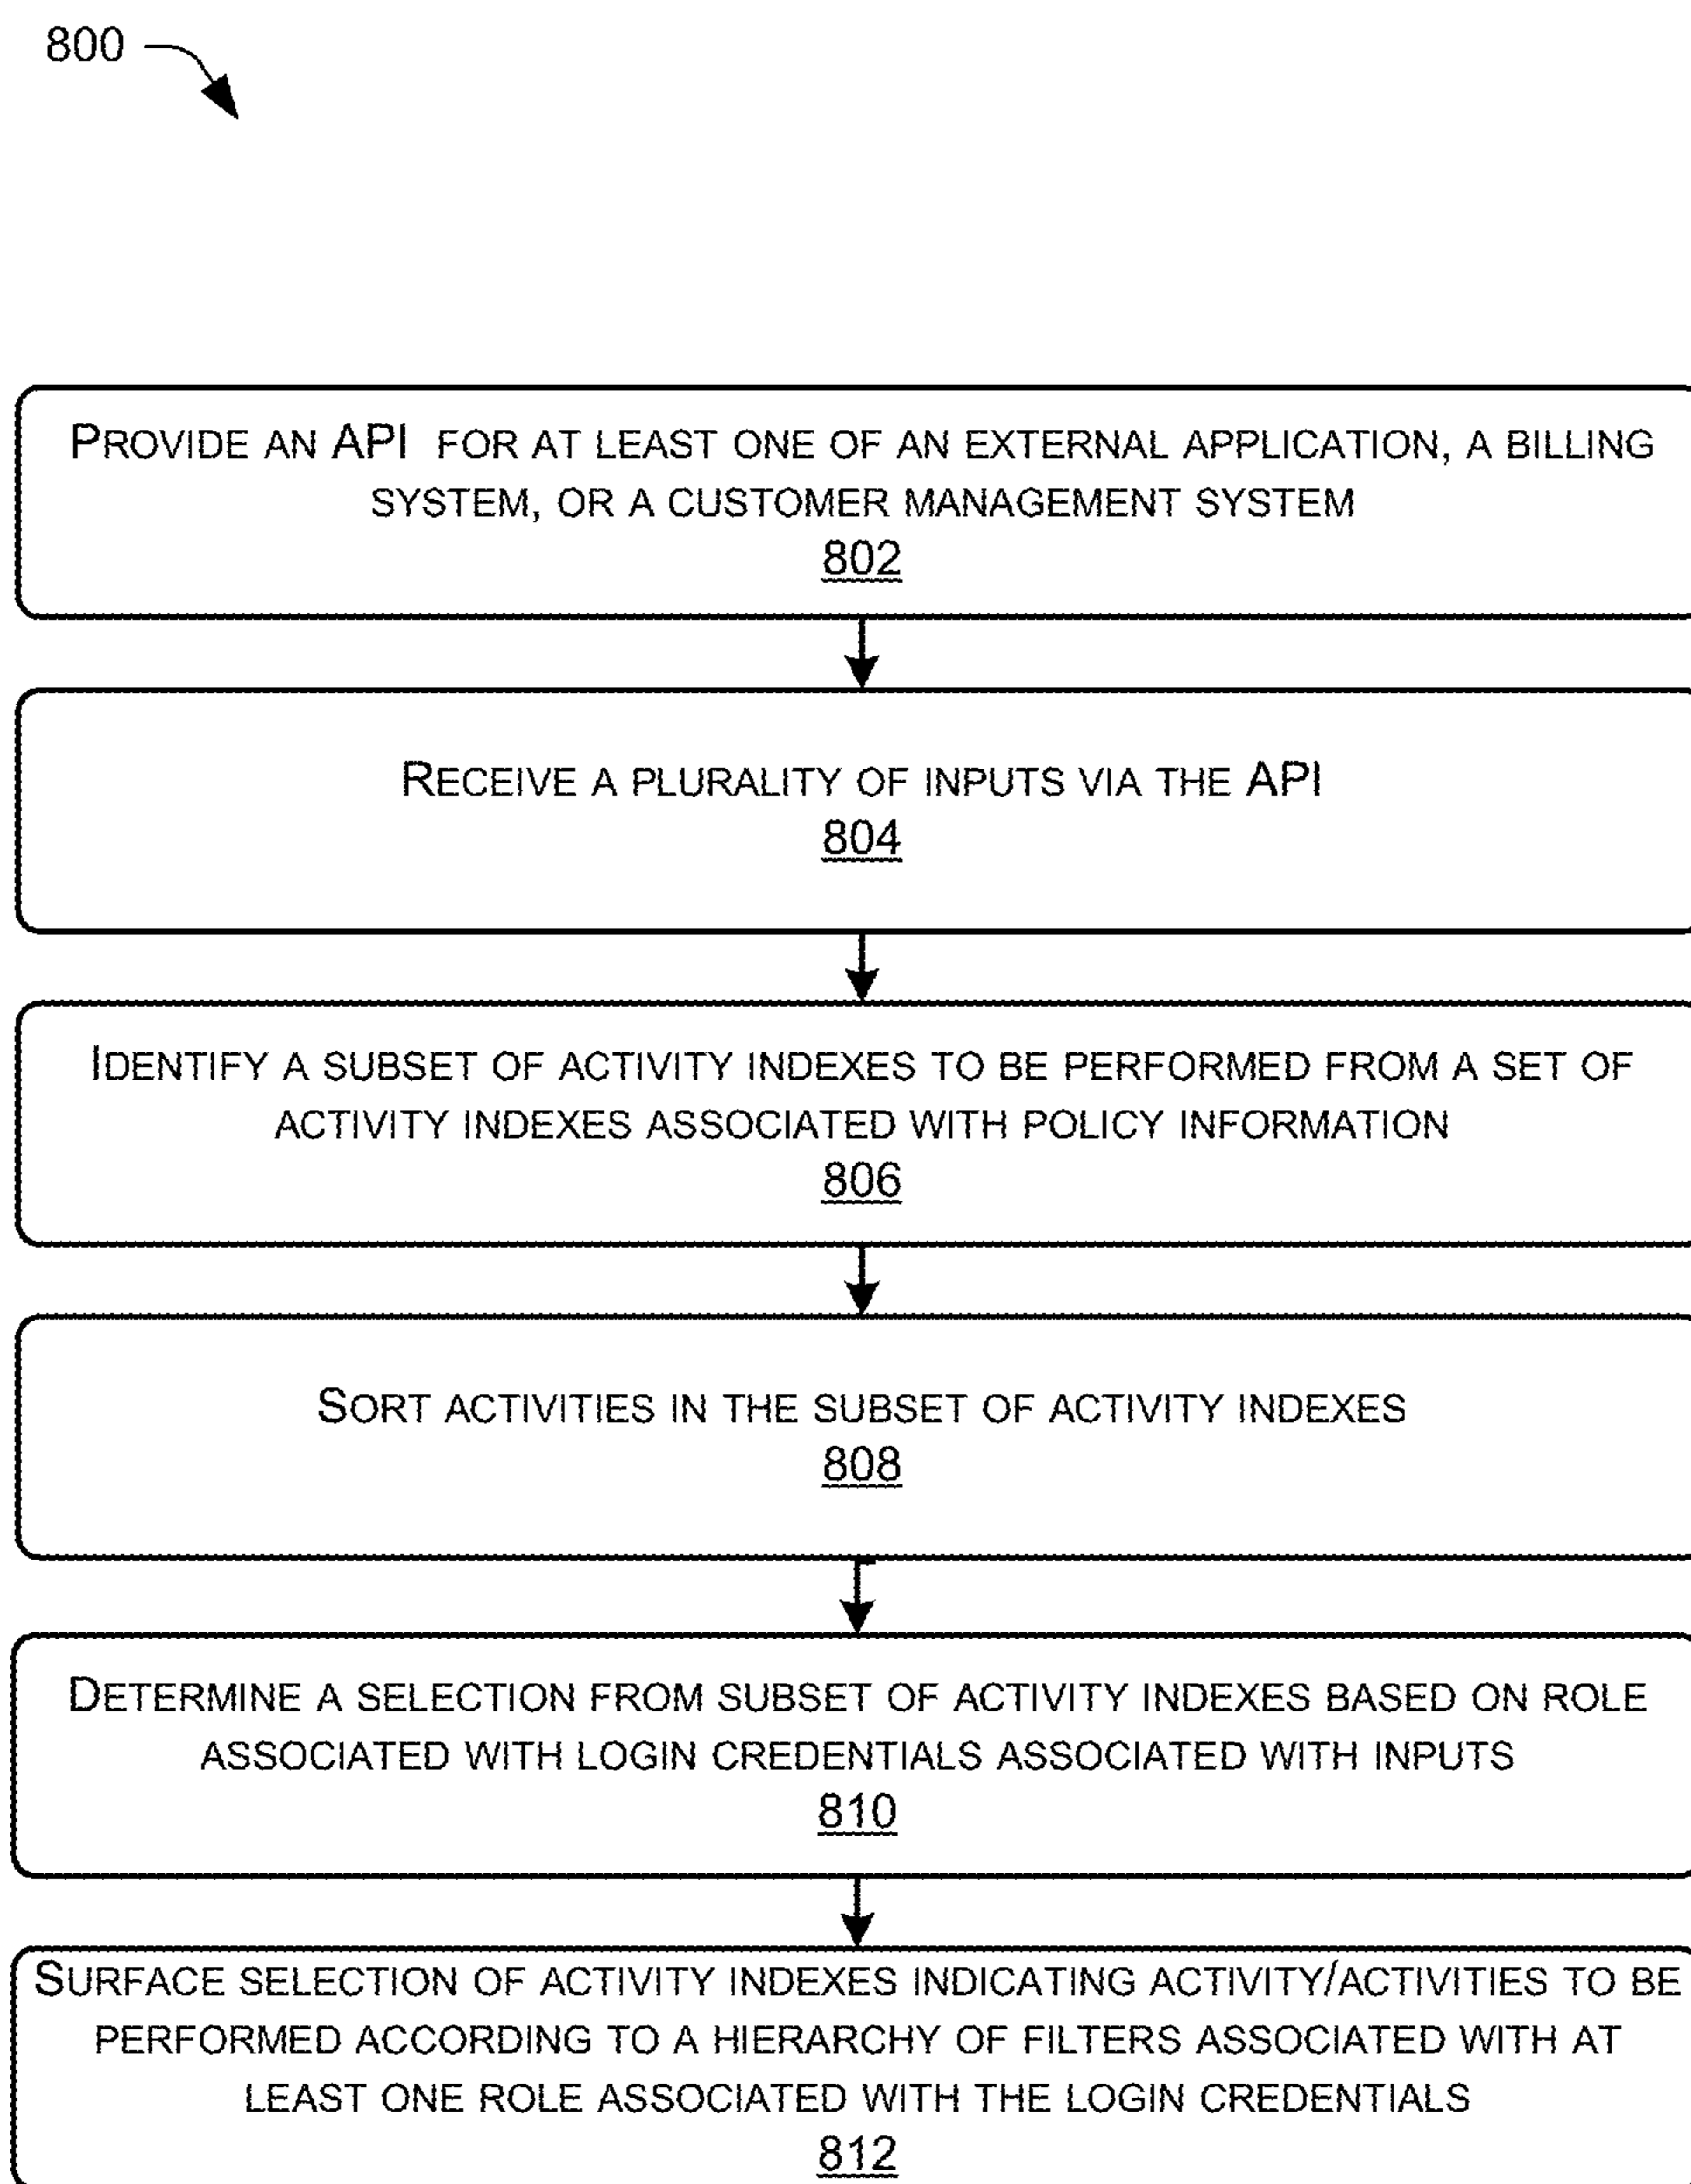 800
PROVIDE AN API FOR AT LEAST ONE OF AN EXTERNAL APPLICATION, A BILLING
SYSTEM, OR A CUSTOMER MANAGEMENT SYSTEM
802
RECEIVE A PLURALITY OF INPUTS VIA THE API
804
IDENTIFY A SUBSET OF ACTIVITY INDEXES TO BE PERFORMED FROM A SET OF
ACTIVITY INDEXES ASSOCIATED WITH POLICY INFORMATION
806
SORT ACTIVITIES IN THE SUBSET OF ACTIVITY INDEXES
808
DETERMINE A SELECTION FROM SUBSET OF ACTIVITY INDEXES BASED ON ROLE
ASSOCIATED WITH LOGIN CREDENTIALS ASSOCIATED WITH INPUTS
810
SURFACE SELECTION OF ACTIVITY INDEXES INDICATING ACTIVITY/ACTIVITIES TO BE
PERFORMED ACCORDING TO A HIERARCHY OF FILTERS ASSOCIATED WITH AT
LEAST ONE ROLE ASSOCIATED WITH THE LOGIN CREDENTIALS
812